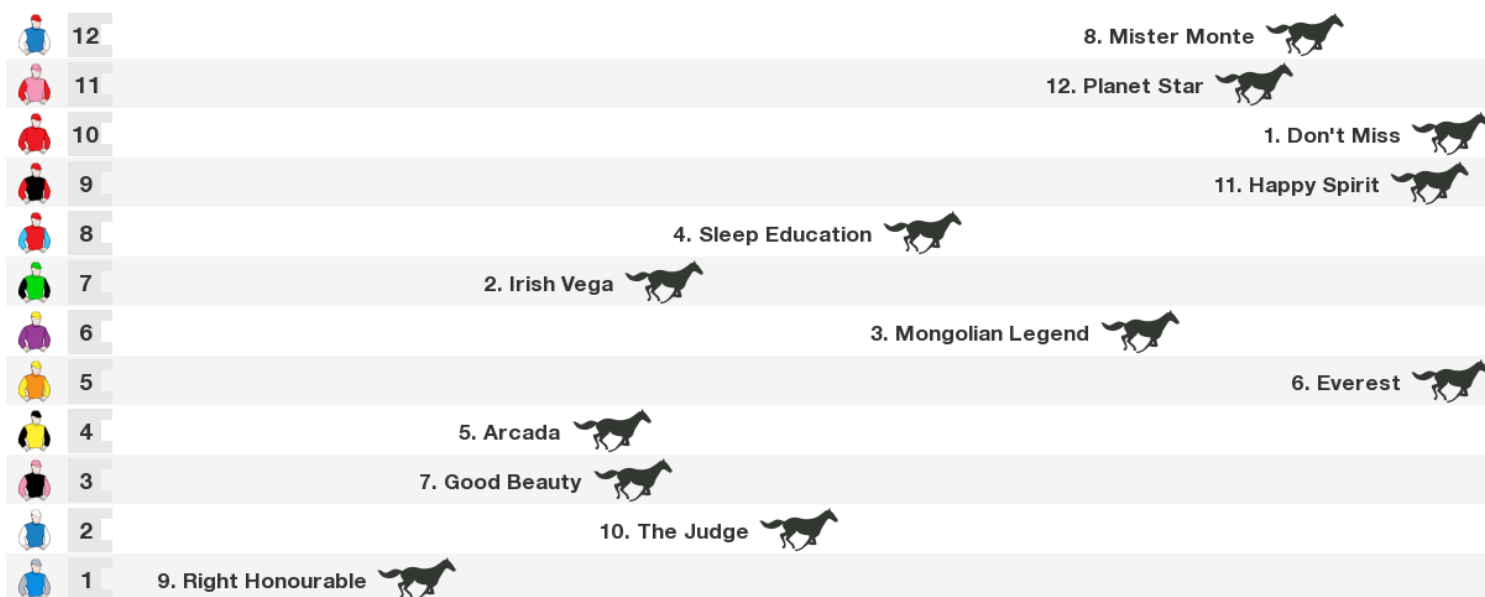 12 8. Mister Monte
11 12. Planet Star
10 1. Don't Miss
9 11. Happy Spirit
8 4. Sleep Education
7 2. Irish Vega
6 3. Mongolian Legend
5 6. Everest
4 5. Arcada
3 7. Good Beauty
2 10. The Judge
1 9. Right Honourable